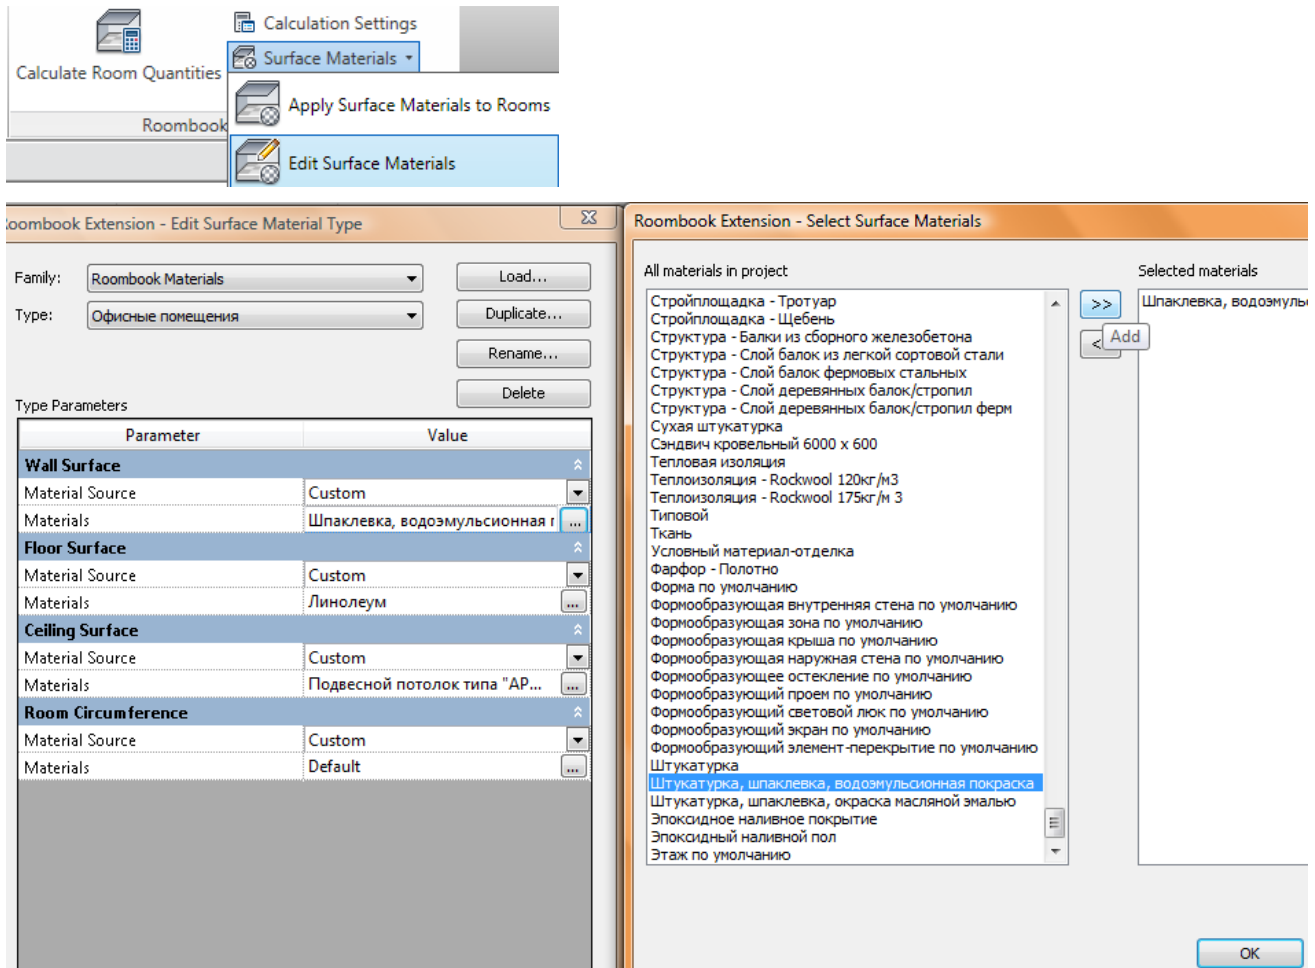 Calculate Room Quantities
Calculation Settings
Surface Materials
Roombook
Apply Surface Materials to Rooms
Edit Surface Materials
Roombook Extension - Edit Surface Material Type
Family:
Roombook Materials
Load...
Type:
Офисные помещения
Duplicate...
Rename...
Delete
Type Parameters
Parameter Value
Wall Surface
Material Source Custom
Materials Шпаклевка, водоэмульсионная г ...
Floor Surface
Material Source Custom
Materials Линолеум ...
Ceiling Surface
Material Source Custom
Materials Подвесной потолок типа "АР... ...
Room Circumference
Material Source Custom
Materials Default ...
Roombook Extension - Select Surface Materials
All materials in project
Стройплощадка - Тротуар
Стройплощадка - Щебень
Структура - Балки из сборного железобетона
Структура - Слой балок из легкой сортовой стали
Структура - Слой балок фермовых стальных
Структура - Слой деревянных балок/стропил
Структура - Слой деревянных балок/стропил ферм
Сухая штукатурка
Сэндвич кровельный 6000 x 600
Тепловая изоляция
Теплоизоляция - Rockwool 120кг/м3
Теплоизоляция - Rockwool 175кг/м 3
Типовой
Ткань
Условный материал-отделка
Фарфор - Полотно
Форма по умолчанию
Формообразующая внутренняя стена по умолчанию
Формообразующая зона по умолчанию
Формообразующая крыша по умолчанию
Формообразующая наружная стена по умолчанию
Формообразующее остекление по умолчанию
Формообразующий проем по умолчанию
Формообразующий световой люк по умолчанию
Формообразующий экран по умолчанию
Формообразующий элемент-перекрытие по умолчанию
Штукатурка
Штукатурка, шпаклевка, водоэмульсионная покраска
Штукатурка, шпаклевка, окраска масляной эмалью
Эпоксидное наливное покрытие
Эпоксидный наливной пол
Этаж по умолчанию
>>
<
Add
Selected materials
Шпаклевка, водоэмульс
OK